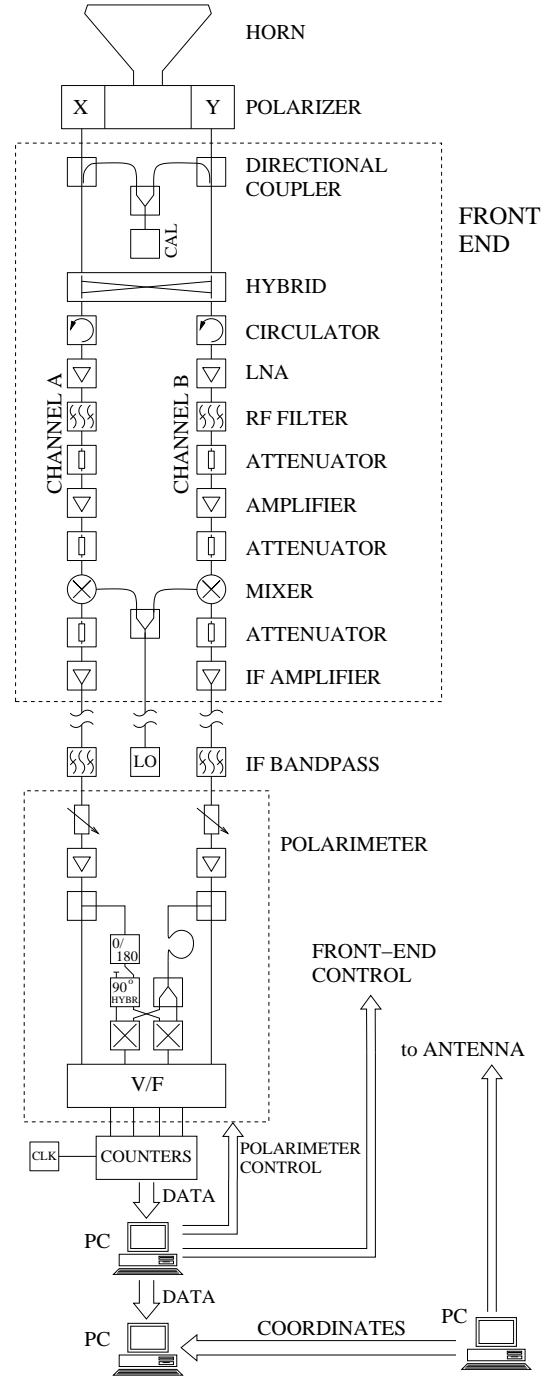 HORN
X
Y
POLARIZER
DIRECTIONAL
COUPLER
CAL
FRONT
END
HYBRID
CIRCULATOR
CHANNEL A
CHANNEL B
LNA
RF FILTER
ATTENUATOR
AMPLIFIER
ATTENUATOR
MIXER
ATTENUATOR
IF AMPLIFIER
LO
IF BANDPASS
POLARIMETER
0/
180
90°
HYBR.
FRONT–END
CONTROL
to ANTENNA
V/F
CLK
COUNTERS
POLARIMETER
CONTROL
DATA
PC
DATA
PC
COORDINATES
PC